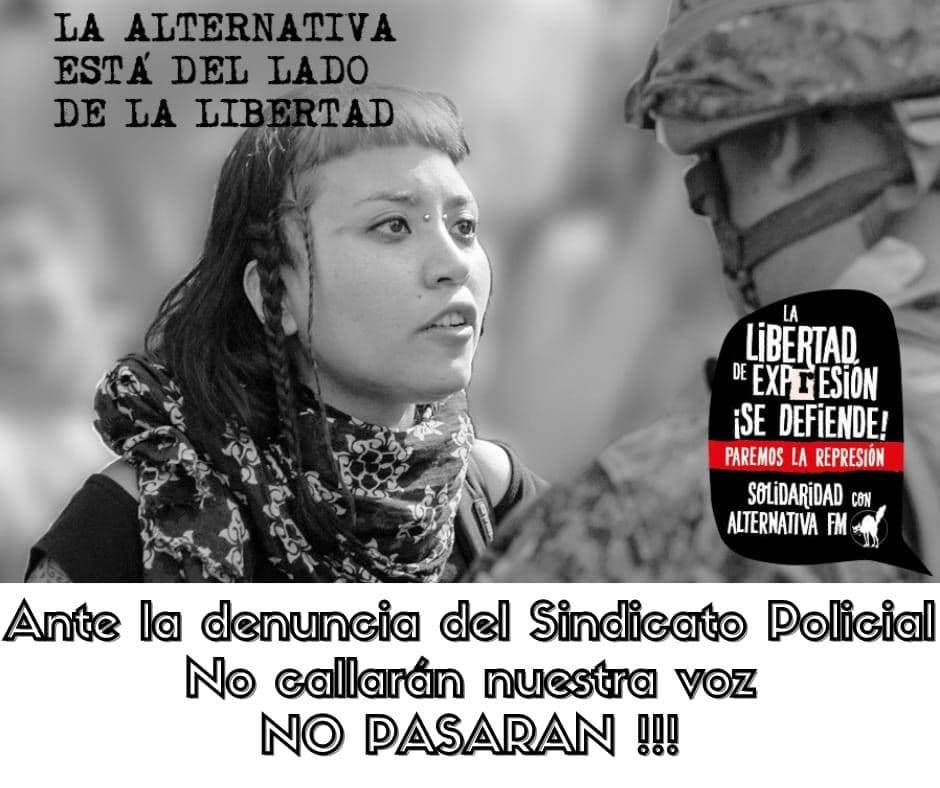 LA ALTERNATIVA
ESTÁ DEL LADO
DE LA LIBERTAD
LA
LIBERTAD
DE EXPrESIÓN
¡SE DEFIENDE!
PAREMOS LA REPRESIÓN
SOLIDARIDAD CON
ALTERNATIVA FM
Ante la denuncia del Sindicato Policial
No callarán nuestra voz
NO PASARAN !!!